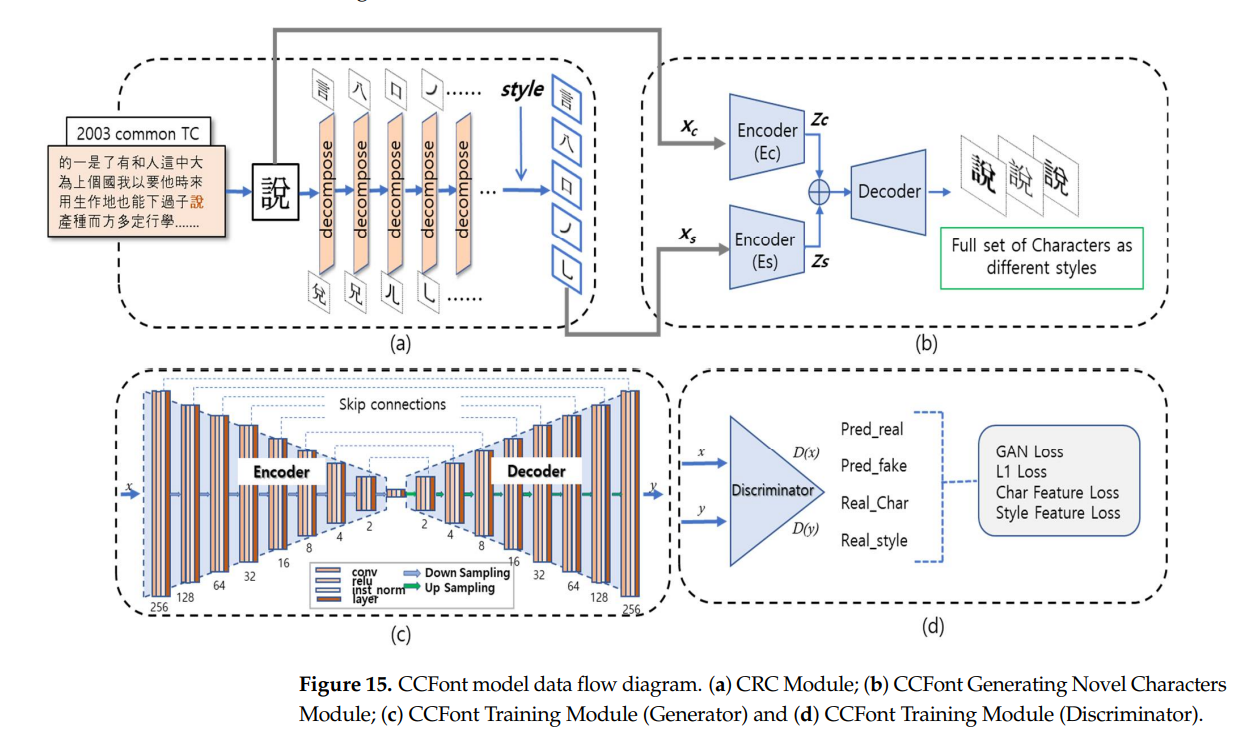 2003 common TC
的一是了有和人這中大
為上個國我以要他時來
用生作地也能下過子說
產種而方多定行學.......
說
言 八 口 丿 ......
decompose decompose decompose decompose decompose ...
兌 兄 儿 乚 ......
style
言
八
口
丿
乚
(a)
Xc
Encoder
(Ec)
Zc
Xs
Encoder
(Es)
Zs
Decoder
說 說 說
Full set of Characters as
different styles
(b)
Skip connections
Encoder
Decoder
x
y
256 128 64 32 16 8 4 2 2 4 8 16 32 64 128 256
conv
relu
inst_norm
layer
Down Sampling
Up Sampling
(c)
x
y
Discriminator
D(x)
D(y)
Pred_real
Pred_fake
Real_Char
Real_style
GAN Loss
L1 Loss
Char Feature Loss
Style Feature Loss
(d)
Figure 15. CCFont model data flow diagram. (a) CRC Module; (b) CCFont Generating Novel Characters
Module; (c) CCFont Training Module (Generator) and (d) CCFont Training Module (Discriminator).